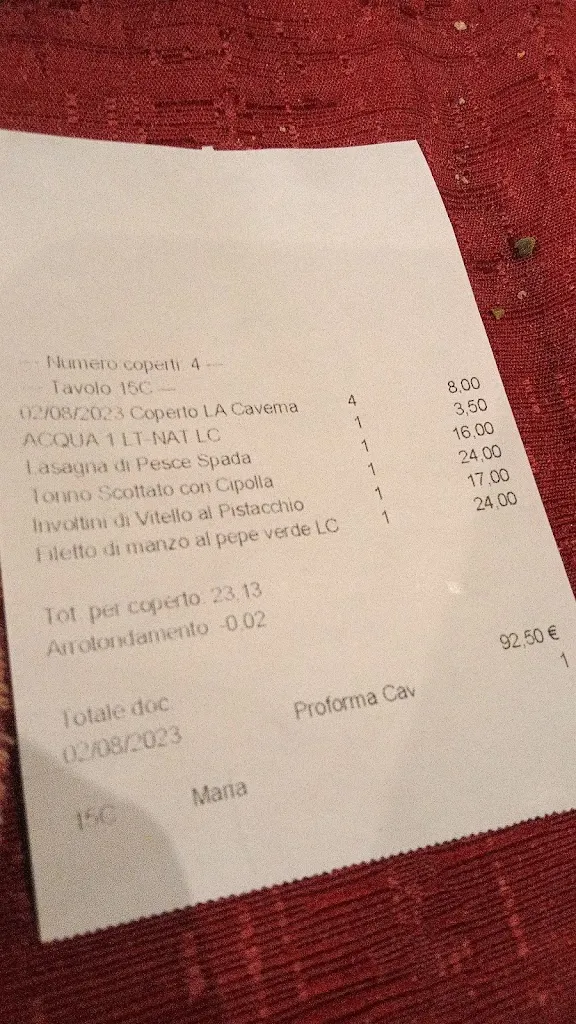 --- Numero coperti: 4 ---
--- Tavolo 15C ---
02/08/2023 Coperto LA Caverna 4 8,00
ACQUA 1 LT-NAT LC 1 3,50
Lasagna di Pesce Spada 1 16,00
Tonno Scottato con Cipolla 1 24,00
Involtini di Vitello al Pistacchio 1 17,00
Filetto di manzo al pepe verde LC 1 24,00
Tot. per coperto: 23,13
Arrotondamento -0,02
Totale doc 92,50 €
02/08/2023 Proforma Cav 1
15C Maria